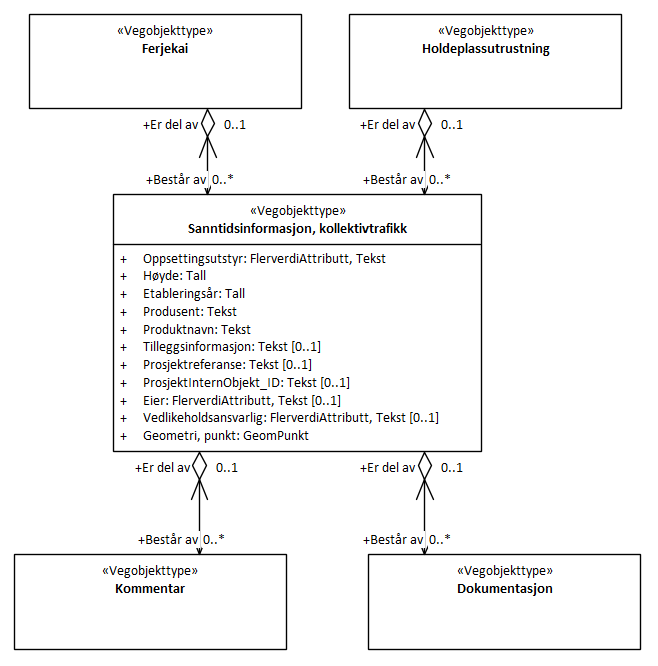 «Vegobjekttype»
Ferjekai
«Vegobjekttype»
Holdeplassutrustning
+Er del av 0..1
+Er del av 0..1
+Består av 0..*
+Består av 0..*
«Vegobjekttype»
Sanntidsinformasjon, kollektivtrafikk
+ Oppsettingsutstyr: FlerverdiAttributt, Tekst
+ Høyde: Tall
+ Etableringsår: Tall
+ Produsent: Tekst
+ Produktnavn: Tekst
+ Tilleggsinformasjon: Tekst [0..1]
+ Prosjektreferanse: Tekst [0..1]
+ ProsjektInternObjekt_ID: Tekst [0..1]
+ Eier: FlerverdiAttributt, Tekst [0..1]
+ Vedlikeholdsansvarlig: FlerverdiAttributt, Tekst [0..1]
+ Geometri, punkt: GeomPunkt
+Er del av 0..1
+Er del av 0..1
+Består av 0..*
+Består av 0..*
«Vegobjekttype»
Kommentar
«Vegobjekttype»
Dokumentasjon